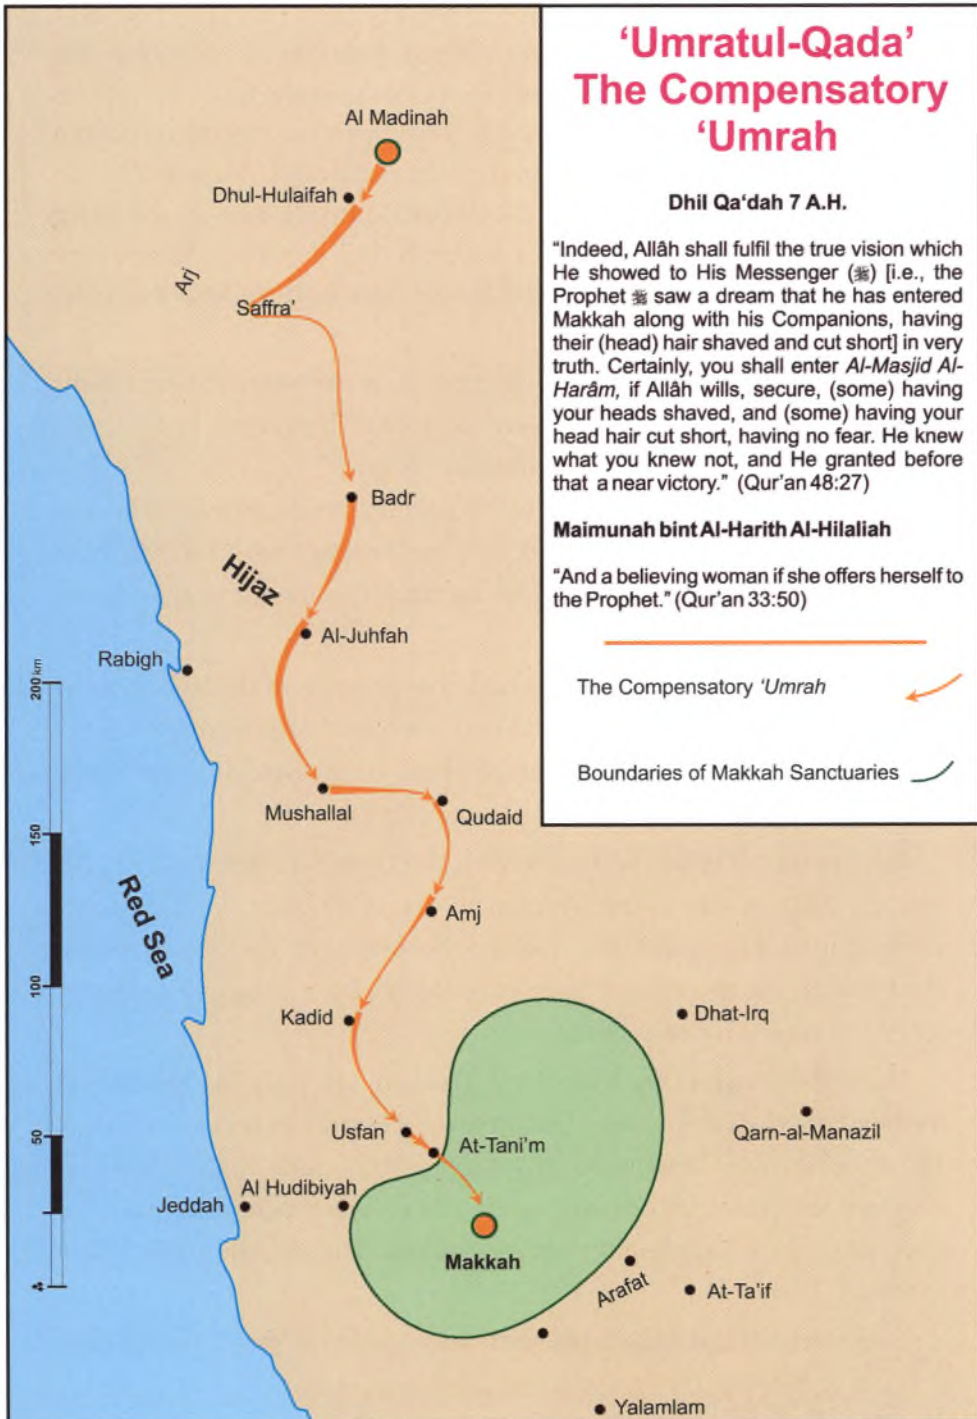 ‘Umratul-Qada’
The Compensatory
‘Umrah
Dhil Qa‘dah 7 A.H.
“Indeed, Allâh shall fulfil the true vision which
He showed to His Messenger (ﷺ) [i.e., the
Prophet ﷺ saw a dream that he has entered
Makkah along with his Companions, having
their (head) hair shaved and cut short] in very
truth. Certainly, you shall enter Al-Masjid Al-
Harâm, if Allâh wills, secure, (some) having
your heads shaved, and (some) having your
head hair cut short, having no fear. He knew
what you knew not, and He granted before
that a near victory.” (Qur’an 48:27)
Maimunah bint Al-Harith Al-Hilaliah
“And a believing woman if she offers herself to
the Prophet.” (Qur’an 33:50)
The Compensatory ‘Umrah
Boundaries of Makkah Sanctuaries
Al Madinah
Dhul-Hulaifah
Arj
Saffra’
Badr
Hijaz
Al-Juhfah
Rabigh
200 km
Mushallal
Qudaid
150
Red Sea
Amj
100
Kadid
Dhat-Irq
50
Usfan
At-Tani’m
Qarn-al-Manazil
Al Hudibiyah
Jeddah
Makkah
Arafat
At-Ta’if
Yalamlam